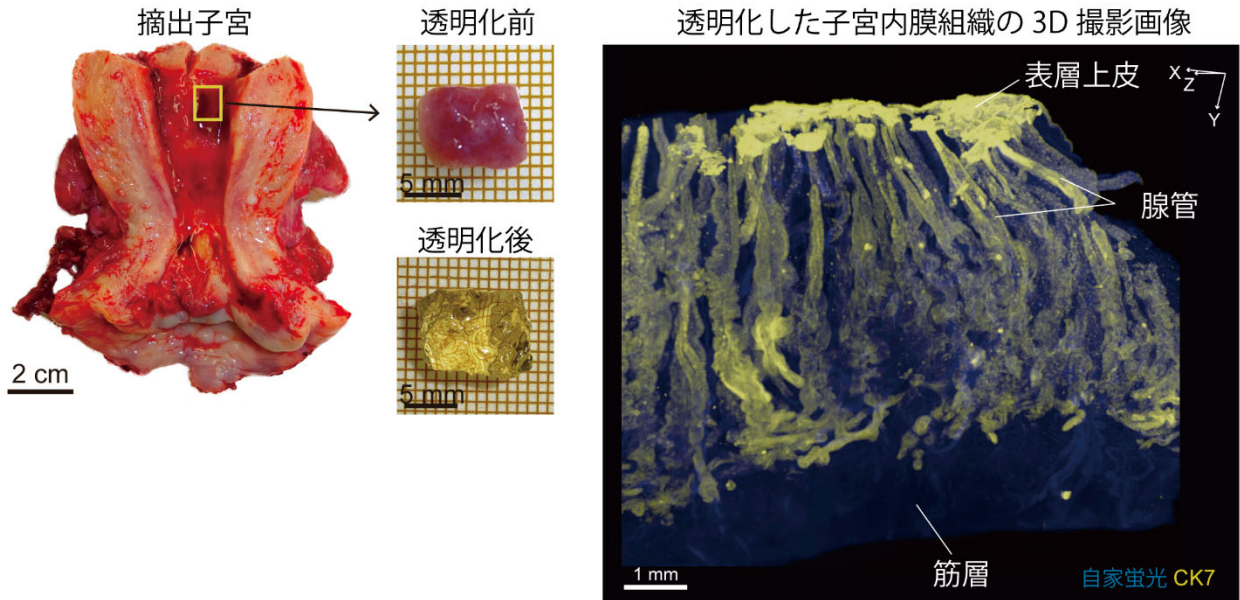 摘出子宮
2 cm
透明化前
5 mm
透明化後
5 mm
透明化した子宮内膜組織の 3D 撮影画像
表層上皮
X
Z
Y
腺管
筋層
1 mm
自家蛍光 CK7